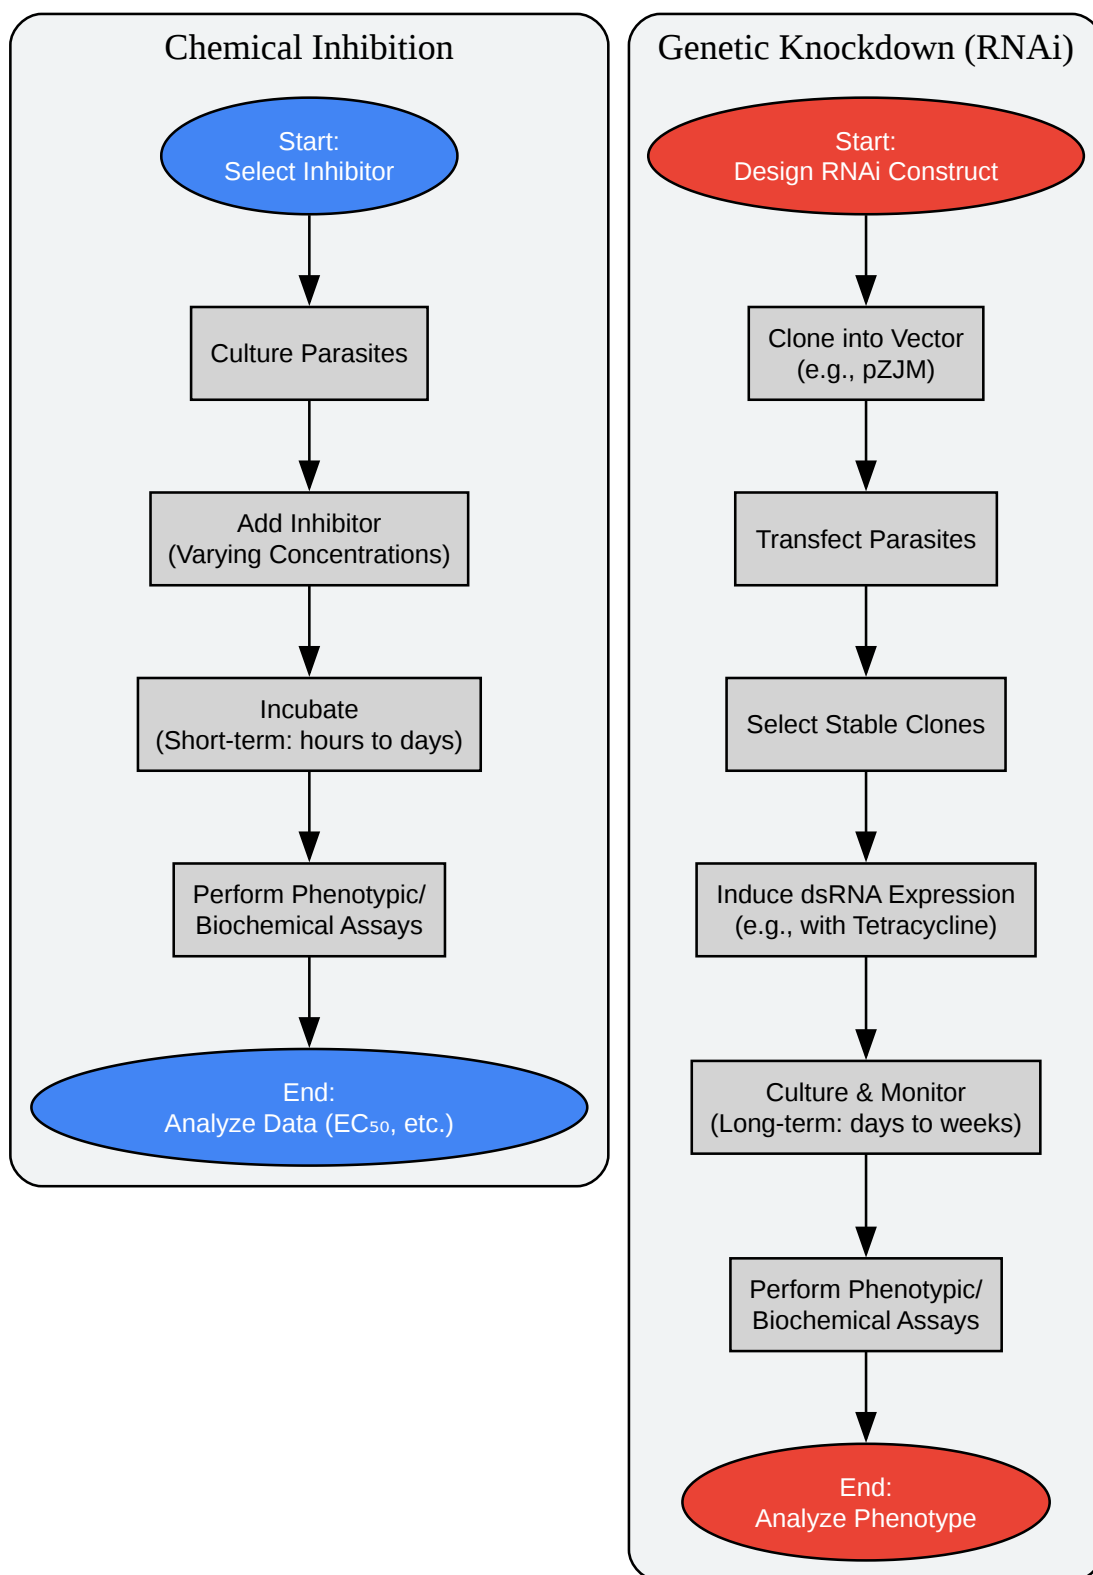 Chemical Inhibition
Start:
Select Inhibitor
Culture Parasites
Add Inhibitor
(Varying Concentrations)
Incubate
(Short-term: hours to days)
Perform Phenotypic/
Biochemical Assays
End:
Analyze Data (EC₅₀, etc.)
Genetic Knockdown (RNAi)
Start:
Design RNAi Construct
Clone into Vector
(e.g., pZJM)
Transfect Parasites
Select Stable Clones
Induce dsRNA Expression
(e.g., with Tetracycline)
Culture & Monitor
(Long-term: days to weeks)
Perform Phenotypic/
Biochemical Assays
End:
Analyze Phenotype